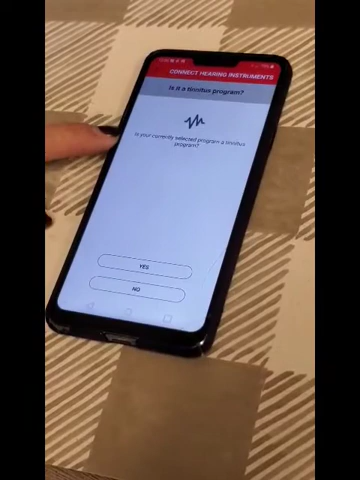 CONNECT HEARING INSTRUMENTS
Is it a tinnitus program?
Is your currently selected program a tinnitus
program?
YES
NO